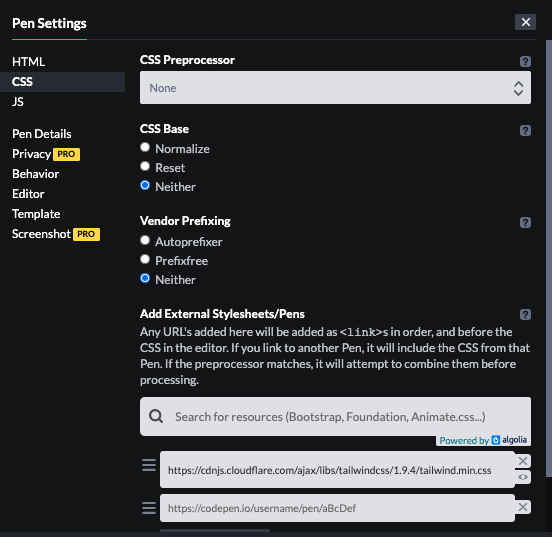 Pen Settings
HTML
CSS
JS
Pen Details
Privacy PRO
Behavior
Editor
Template
Screenshot PRO
CSS Preprocessor
None
CSS Base
Normalize
Reset
Neither
Vendor Prefixing
Autoprefixer
Prefixfree
Neither
Add External Stylesheets/Pens
Any URL's added here will be added as <link>s in order, and before the
CSS in the editor. If you link to another Pen, it will include the CSS from that
Pen. If the preprocessor matches, it will attempt to combine them before
processing.
Search for resources (Bootstrap, Foundation, Animate.css...)
Powered by algolia
https://cdnjs.cloudflare.com/ajax/libs/tailwindcss/1.9.4/tailwind.min.css
https://codepen.io/username/pen/aBcDef